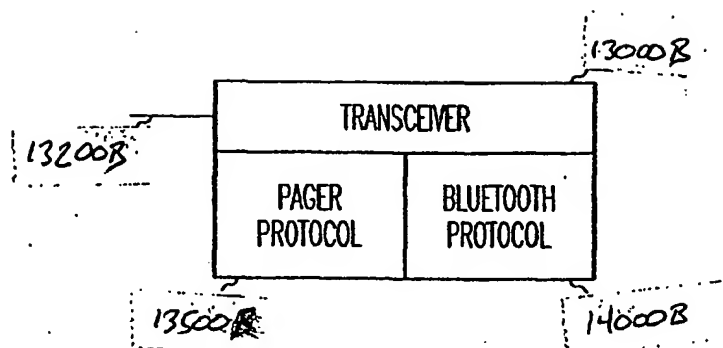 13000B
TRANSCEIVER
13200B
PAGER
PROTOCOL
BLUETOOTH
PROTOCOL
13500B
14000B